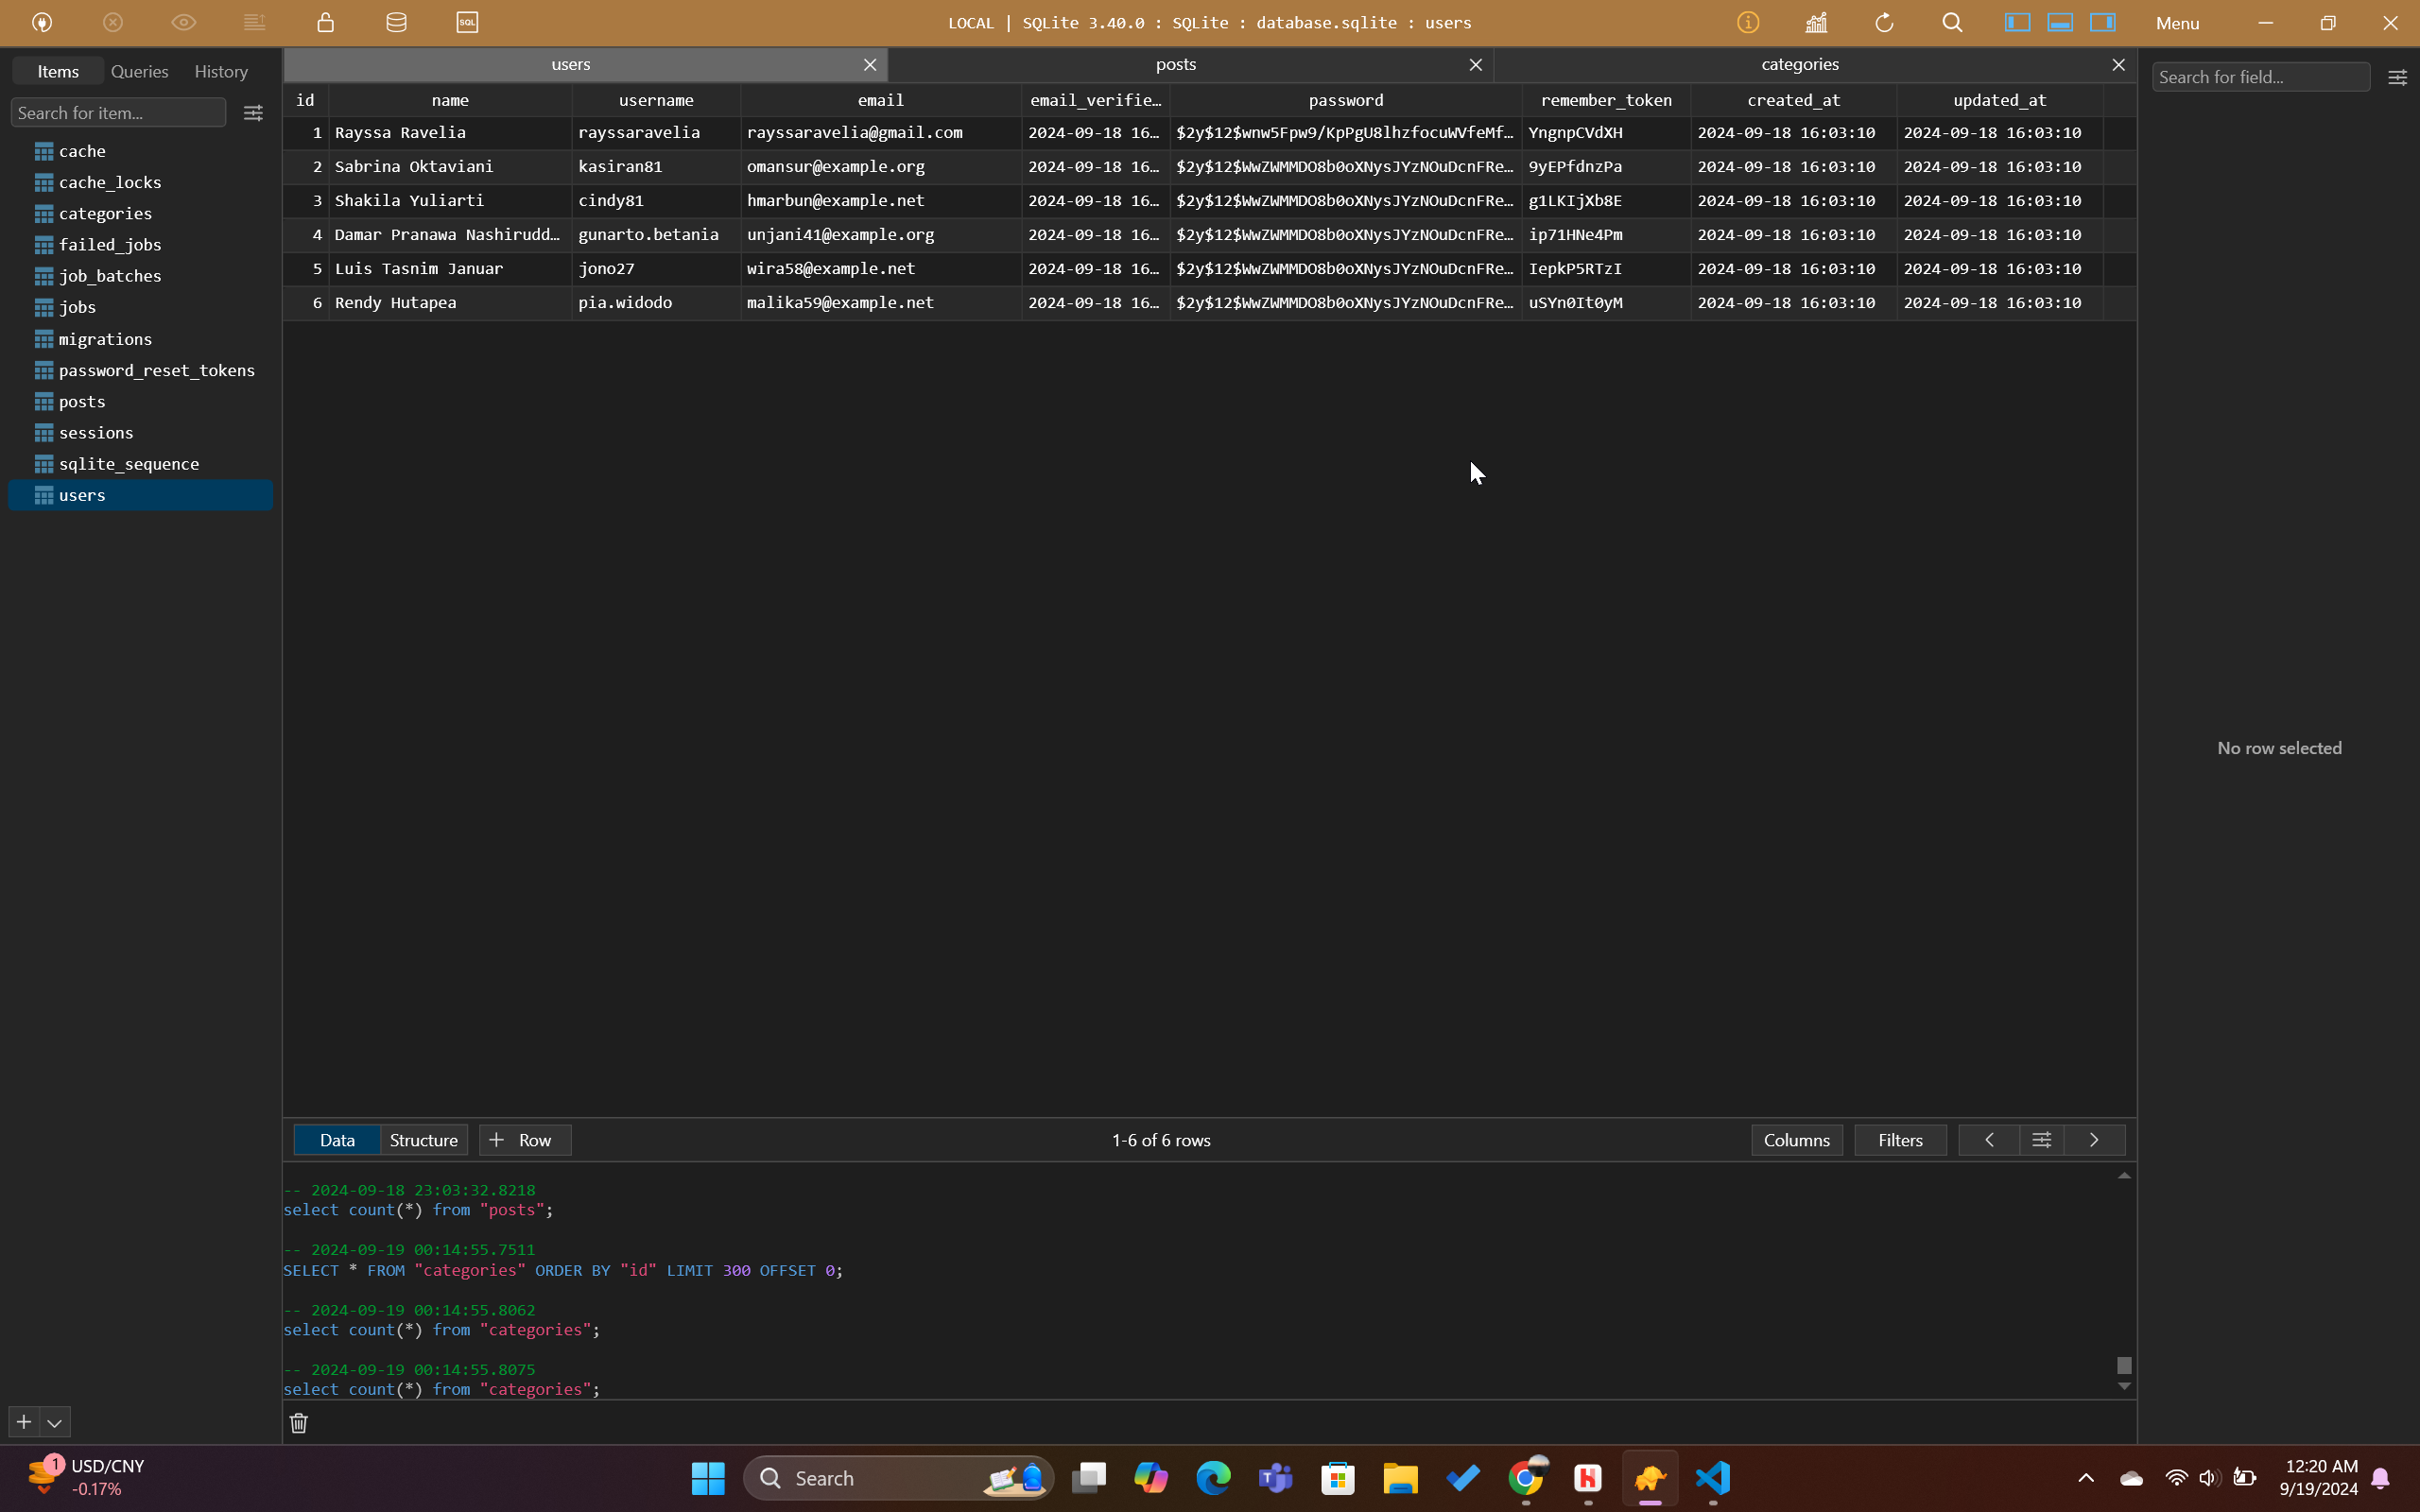 LOCAL | SQLite 3.40.0 : SQLite : database.sqlite : users
Menu
Items Queries History
Search for item...
cache
cache_locks
categories
failed_jobs
job_batches
jobs
migrations
password_reset_tokens
posts
sessions
sqlite_sequence
users
users posts categories
id name username email email_verifie… password remember_token created_at updated_at
1 Rayssa Ravelia rayssaravelia rayssaravelia@gmail.com 2024-09-18 16… $2y$12$wnw5Fpw9/KpPgU8lhzfocuWVfeMf… YngnpCVdXH 2024-09-18 16:03:10 2024-09-18 16:03:10
2 Sabrina Oktaviani kasiran81 omansur@example.org 2024-09-18 16… $2y$12$WwZWMMDO8b0oXNysJYzNOuDcnFRe… 9yEPfdnzPa 2024-09-18 16:03:10 2024-09-18 16:03:10
3 Shakila Yuliarti cindy81 hmarbun@example.net 2024-09-18 16… $2y$12$WwZWMMDO8b0oXNysJYzNOuDcnFRe… g1LKIjXb8E 2024-09-18 16:03:10 2024-09-18 16:03:10
4 Damar Pranawa Nashirudd… gunarto.betania unjani41@example.org 2024-09-18 16… $2y$12$WwZWMMDO8b0oXNysJYzNOuDcnFRe… ip71HNe4Pm 2024-09-18 16:03:10 2024-09-18 16:03:10
5 Luis Tasnim Januar jono27 wira58@example.net 2024-09-18 16… $2y$12$WwZWMMDO8b0oXNysJYzNOuDcnFRe… IepkP5RTzI 2024-09-18 16:03:10 2024-09-18 16:03:10
6 Rendy Hutapea pia.widodo malika59@example.net 2024-09-18 16… $2y$12$WwZWMMDO8b0oXNysJYzNOuDcnFRe… uSYn0It0yM 2024-09-18 16:03:10 2024-09-18 16:03:10
Search for field...
No row selected
Data Structure + Row 1-6 of 6 rows Columns Filters
-- 2024-09-18 23:03:32.8218
select count(*) from "posts";
-- 2024-09-19 00:14:55.7511
SELECT * FROM "categories" ORDER BY "id" LIMIT 300 OFFSET 0;
-- 2024-09-19 00:14:55.8062
select count(*) from "categories";
-- 2024-09-19 00:14:55.8075
select count(*) from "categories";
1 USD/CNY
-0.17%
Search
12:20 AM
9/19/2024